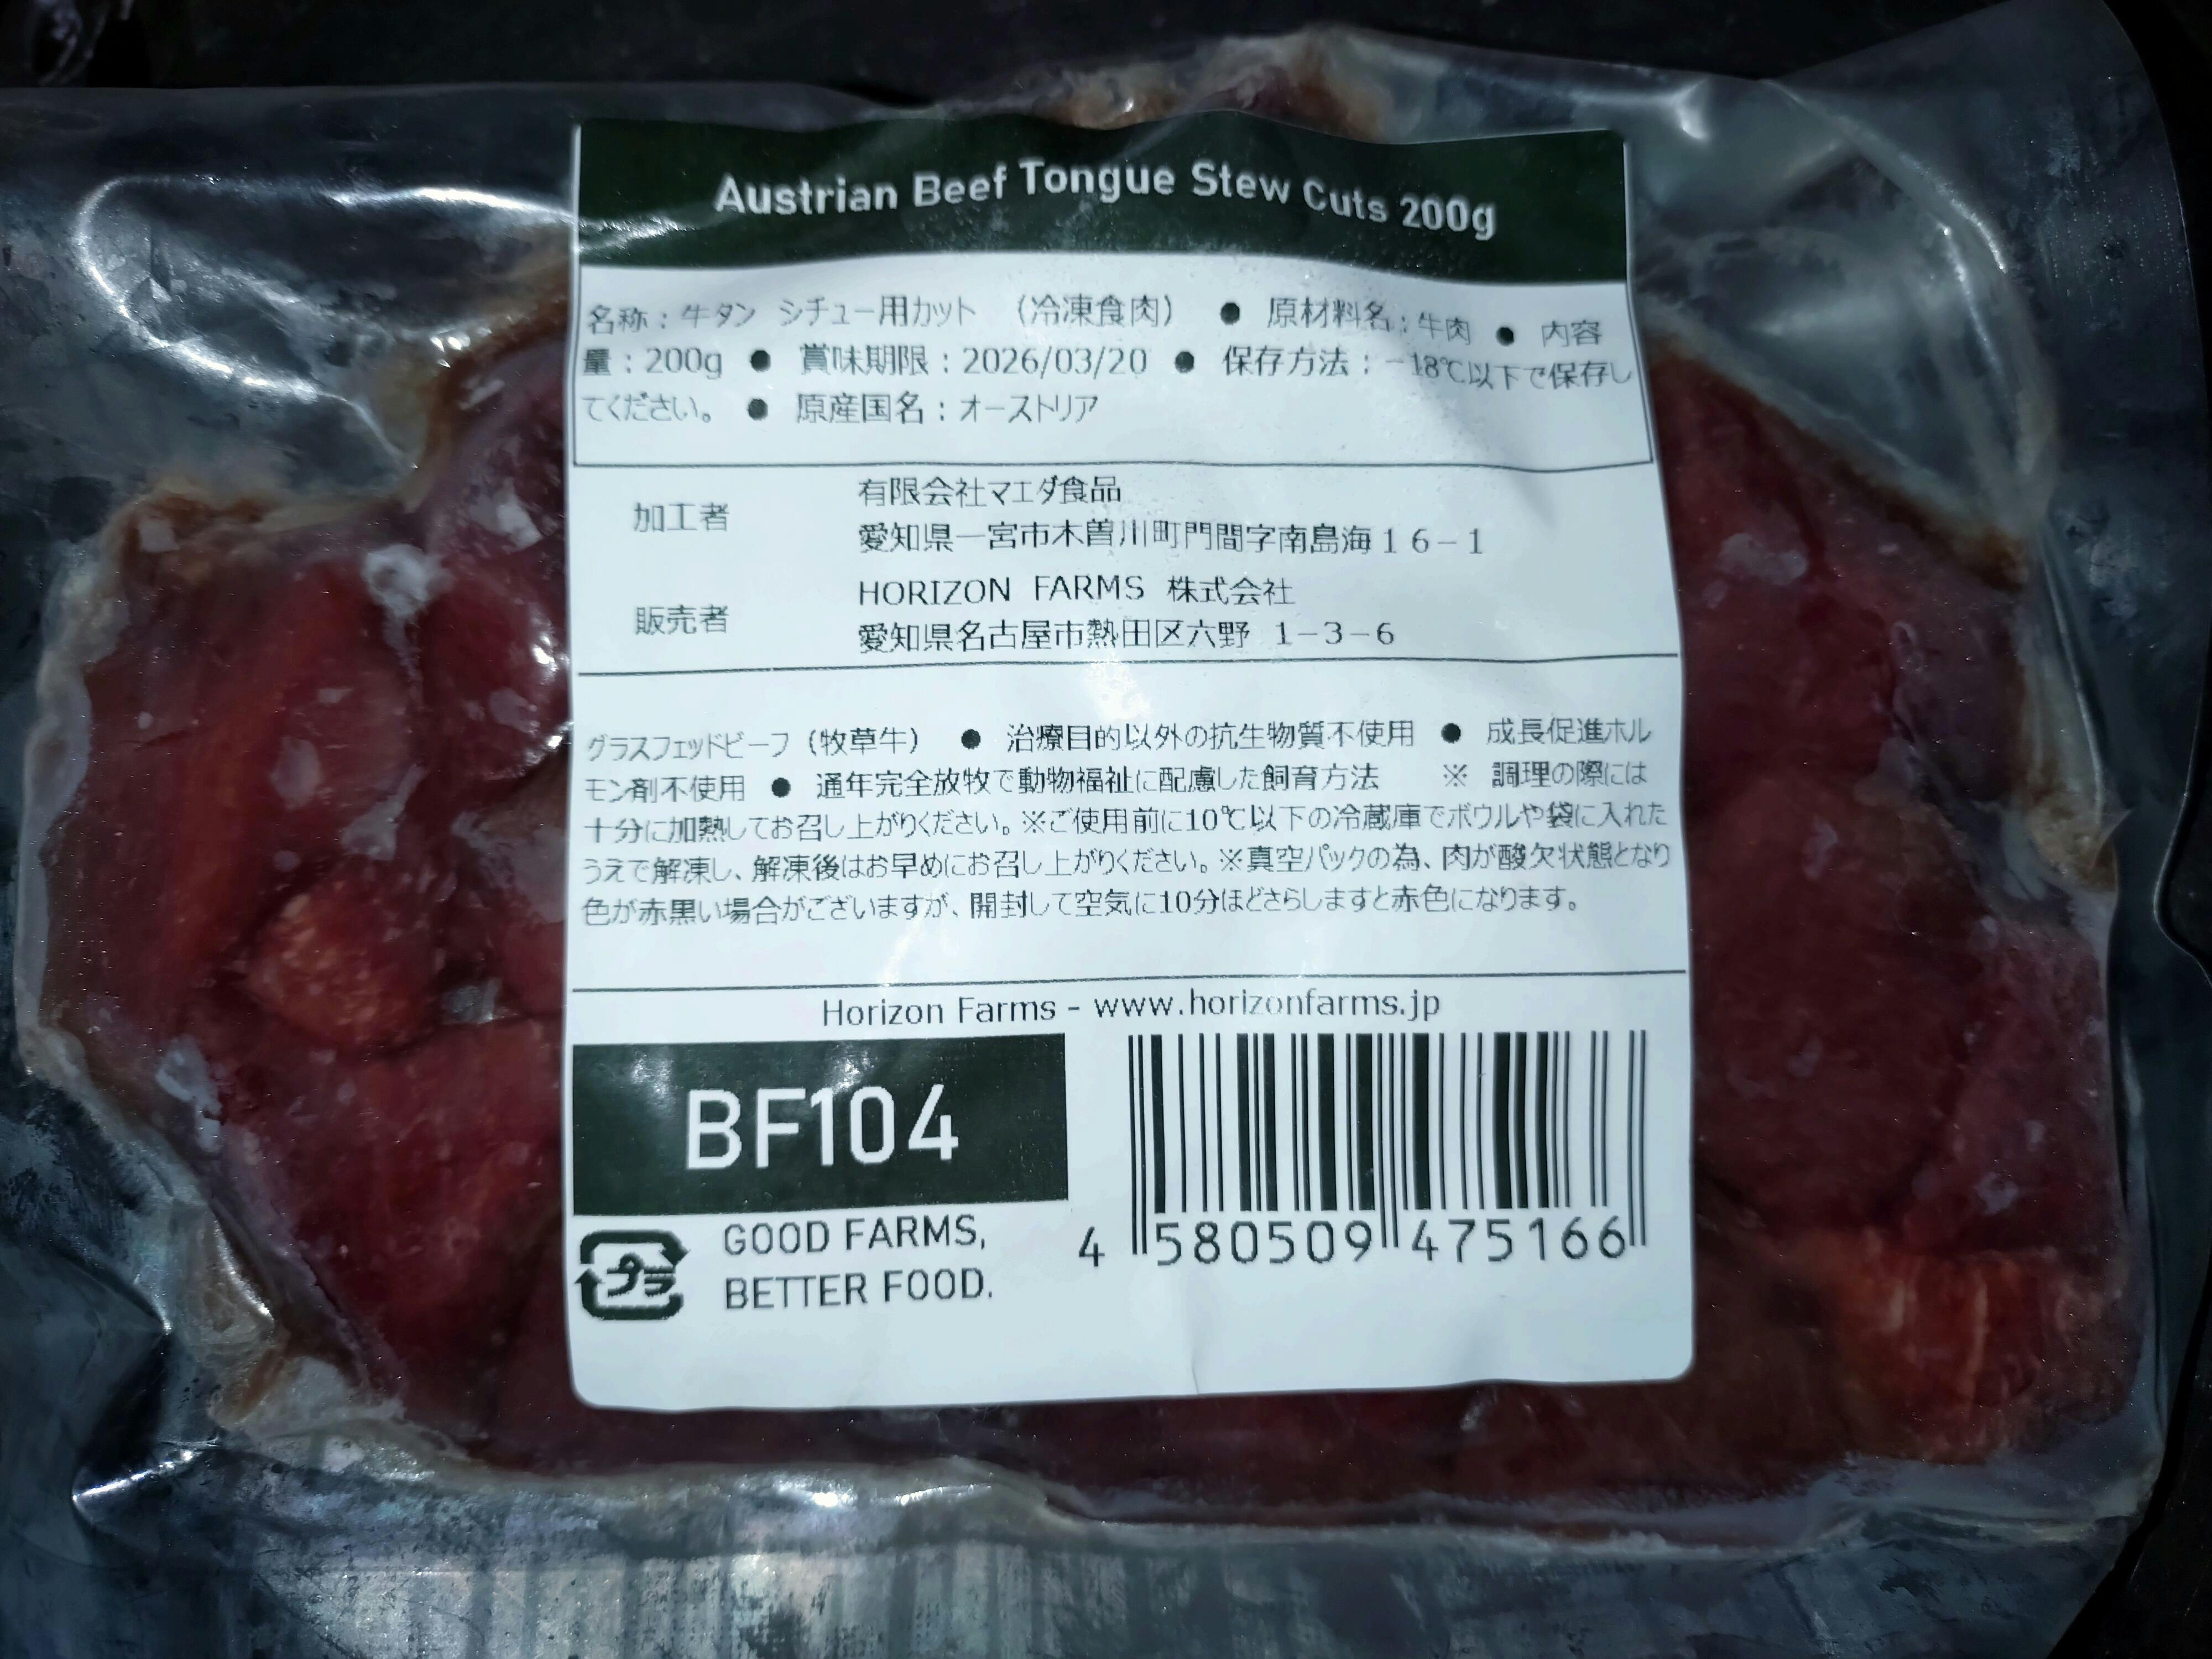 Austrian Beef Tongue Stew Cuts 200g
名称：牛タン シチュー用カット （冷凍食肉） ● 原材料名：牛肉 ● 内容
量：200g ● 賞味期限：2026/03/20 ● 保存方法：－18℃以下で保存し
てください。 ● 原産国名：オーストリア
加工者
有限会社マエダ食品
愛知県一宮市木曽川町門間字南島海１６－１
販売者
HORIZON FARMS 株式会社
愛知県名古屋市熱田区六野 １－３－６
グラスフェッドビーフ（牧草牛） ● 治療目的以外の抗生物質不使用 ● 成長促進ホル
モン剤不使用 ● 通年完全放牧で動物福祉に配慮した飼育方法 ※ 調理の際には
十分に加熱してお召し上がりください。※ご使用前に10℃以下の冷蔵庫でボウルや袋に入れた
うえで解凍し、解凍後はお早めにお召し上がりください。※真空パックの為、肉が酸欠状態となり
色が赤黒い場合がございますが、開封して空気に10分ほどさらしますと赤色になります。
Horizon Farms - www.horizonfarms.jp
BF104
プラ
GOOD FARMS,
BETTER FOOD.
4 580509 475166